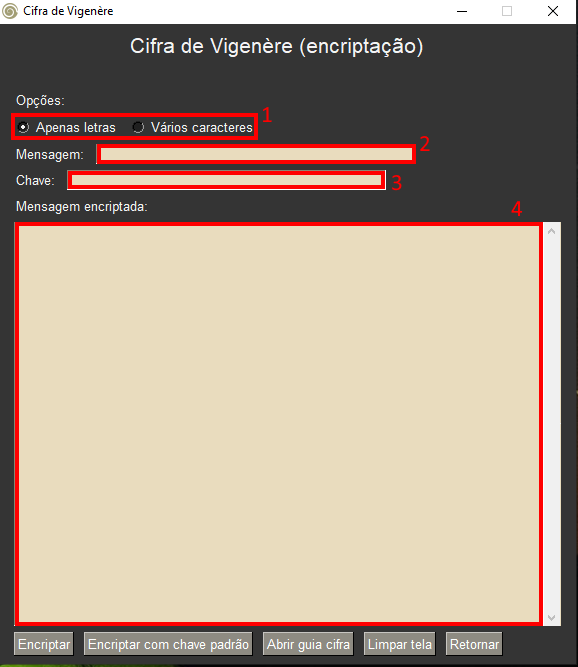 Cifra de Vigenère
Cifra de Vigenère (encriptação)
Opções:
Apenas letras Vários caracteres 1
Mensagem: 2
Chave: 3
Mensagem encriptada: 4
Encriptar Encriptar com chave padrão Abrir guia cifra Limpar tela Retornar